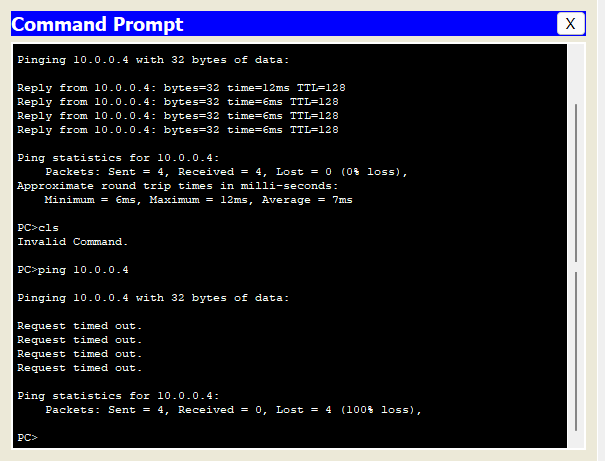 Command Prompt
X
Pinging 10.0.0.4 with 32 bytes of data:
Reply from 10.0.0.4: bytes=32 time=12ms TTL=128
Reply from 10.0.0.4: bytes=32 time=6ms TTL=128
Reply from 10.0.0.4: bytes=32 time=6ms TTL=128
Reply from 10.0.0.4: bytes=32 time=6ms TTL=128
Ping statistics for 10.0.0.4:
    Packets: Sent = 4, Received = 4, Lost = 0 (0% loss),
Approximate round trip times in milli-seconds:
    Minimum = 6ms, Maximum = 12ms, Average = 7ms
PC>cls
Invalid Command.
PC>ping 10.0.0.4
Pinging 10.0.0.4 with 32 bytes of data:
Request timed out.
Request timed out.
Request timed out.
Request timed out.
Ping statistics for 10.0.0.4:
    Packets: Sent = 4, Received = 0, Lost = 4 (100% loss),
PC>